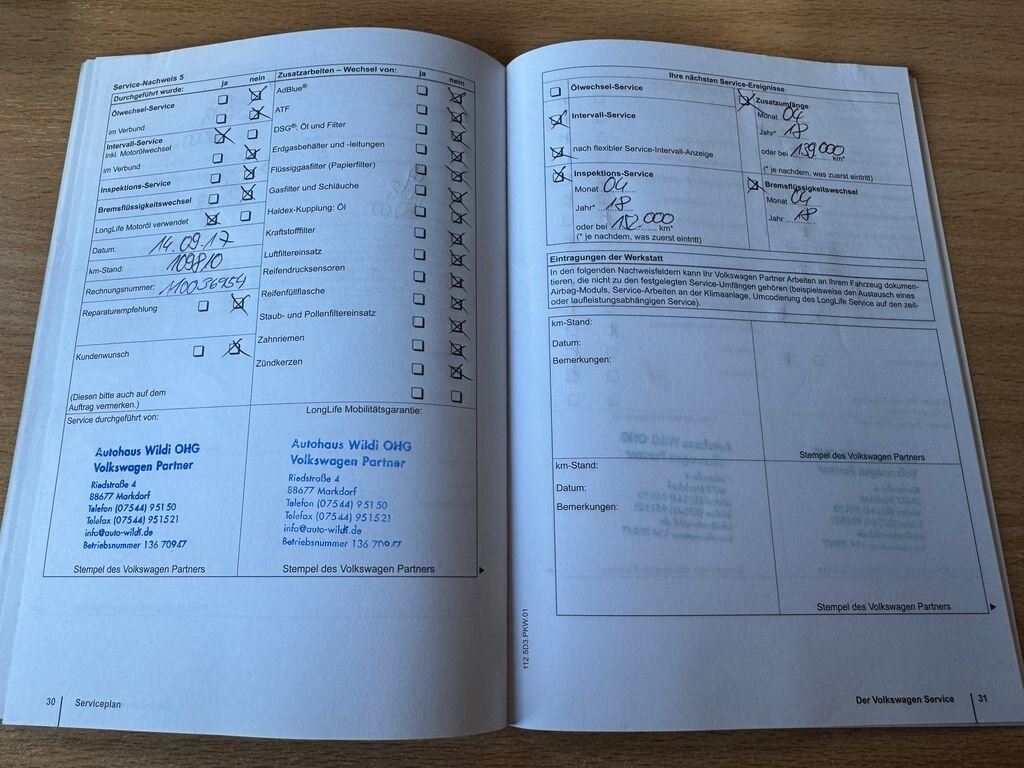 Service-Nachweis 5 ja nein
Durchgeführt wurde:
Ölwechsel-Service
im Verbund
Intervall-Service
inkl. Motorölwechsel
im Verbund
Inspektions-Service
Bremsflüssigkeitswechsel
LongLife Motoröl verwendet
Datum: 14.09.17
km-Stand: 109810
Rechnungsnummer: 110036954
Reparaturempfehlung
Kundenwunsch
(Diesen bitte auch auf dem
Auftrag vermerken.)
Zusatzarbeiten – Wechsel von: ja nein
AdBlue®
ATF
DSG®: Öl und Filter
Erdgasbehälter und -leitungen
Flüssiggasfilter (Papierfilter)
Gasfilter und Schläuche
Haldex-Kupplung: Öl
Kraftstofffilter
Luftfiltereinsatz
Reifendrucksensoren
Reifenfüllflasche
Staub- und Pollenfiltereinsatz
Zahnriemen
Zündkerzen
Service durchgeführt von:
Autohaus Wildi OHG
Volkswagen Partner
Riedstraße 4
88677 Markdorf
Telefon (07544) 951 50
Telefax (07544) 951521
info@auto-wildi.de
Betriebsnummer 136 70947
Stempel des Volkswagen Partners
LongLife Mobilitätsgarantie:
Autohaus Wildi OHG
Volkswagen Partner
Riedstraße 4
88677 Markdorf
Telefon (07544) 951 50
Telefax (07544) 951521
info@auto-wildi.de
Betriebsnummer 136 70947
Stempel des Volkswagen Partners
30 Serviceplan
Ihre nächsten Service-Ereignisse
Ölwechsel-Service
Intervall-Service
nach flexibler Service-Intervall-Anzeige
Zusatzumfänge
Monat 04
Jahr* 18
oder bei 139000 km*
(* je nachdem, was zuerst eintritt)
Inspektions-Service
Monat 04
Jahr* 18
oder bei 152.000 km*
(* je nachdem, was zuerst eintritt)
Bremsflüssigkeitswechsel
Monat 04
Jahr 18
Eintragungen der Werkstatt
In den folgenden Nachweisfeldern kann Ihr Volkswagen Partner Arbeiten an Ihrem Fahrzeug dokumen-
tieren, die nicht zu den festgelegten Service-Umfängen gehören (beispielsweise den Austausch eines
Airbag-Moduls, Service-Arbeiten an der Klimaanlage, Umcodierung des LongLife Service auf den zeit-
oder laufleistungsabhängigen Service).
km-Stand:
Datum:
Bemerkungen:
Stempel des Volkswagen Partners
km-Stand:
Datum:
Bemerkungen:
Stempel des Volkswagen Partners
112.5D3.PKW.01
Der Volkswagen Service 31